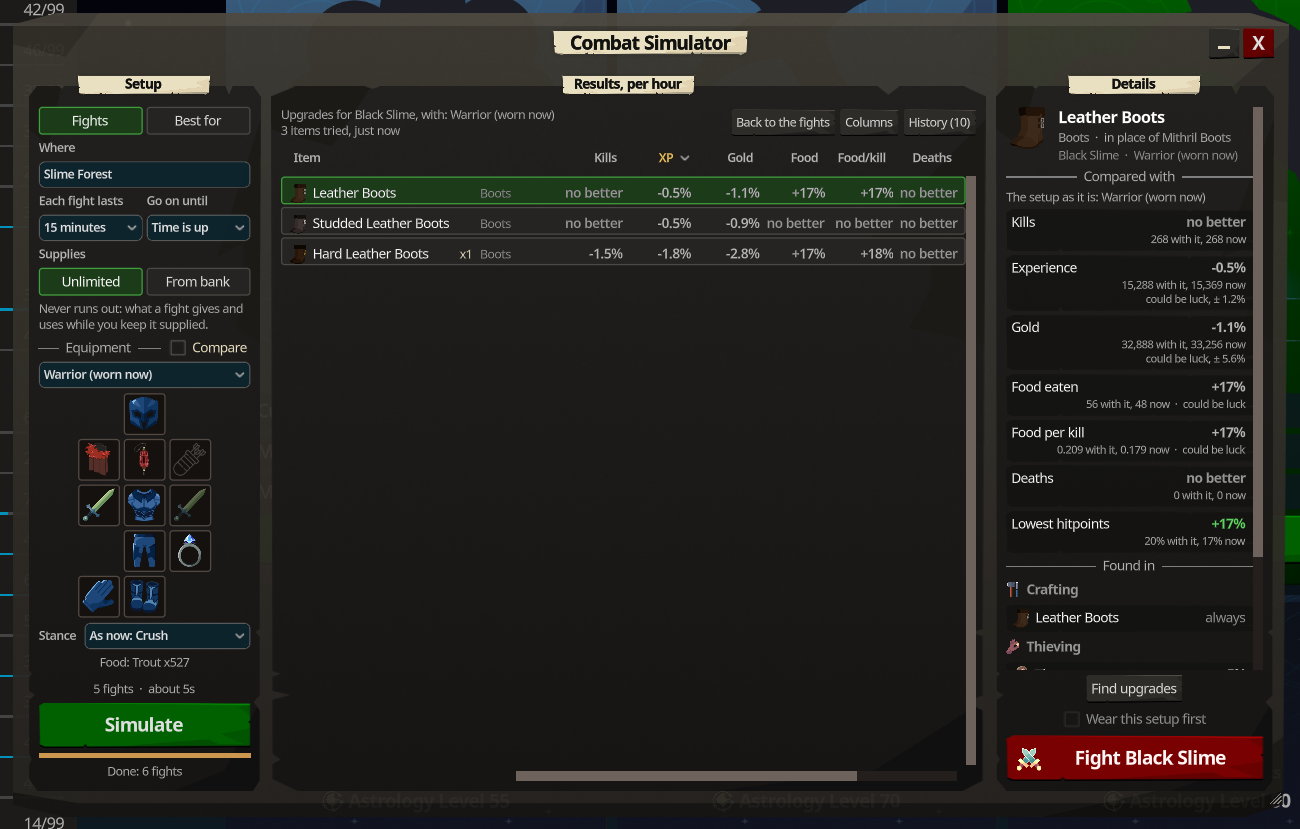 42/99
Combat Simulator
X
Setup
Fights
Best for
Where
Slime Forest
Each fight lasts
Go on until
15 minutes
Time is up
Supplies
Unlimited
From bank
Never runs out: what a fight gives and
uses while you keep it supplied.
Equipment
Compare
Warrior (worn now)
Stance
As now: Crush
Food: Trout x527
5 fights · about 5s
Simulate
Done: 6 fights
Results, per hour
Upgrades for Black Slime, with: Warrior (worn now)
3 items tried, just now
Back to the fights
Columns
History (10)
Item Kills XP Gold Food Food/kill Deaths
Leather Boots Boots no better -0.5% -1.1% +17% +17% no better
Studded Leather Boots Boots no better -0.5% -0.9% no better no better no better
Hard Leather Boots x1 Boots -1.5% -1.8% -2.8% +17% +18% no better
Details
Leather Boots
Boots · in place of Mithril Boots
Black Slime · Warrior (worn now)
Compared with
The setup as it is: Warrior (worn now)
Kills no better
268 with it, 268 now
Experience -0.5%
15,288 with it, 15,369 now
could be luck, ± 1.2%
Gold -1.1%
32,888 with it, 33,256 now
could be luck, ± 5.6%
Food eaten +17%
56 with it, 48 now · could be luck
Food per kill +17%
0.209 with it, 0.179 now · could be luck
Deaths no better
0 with it, 0 now
Lowest hitpoints +17%
20% with it, 17% now
Found in
Crafting
Leather Boots always
Thieving
Find upgrades
Wear this setup first
Fight Black Slime
Astrology Level 55
Astrology Level 70
Astrology Level
14/99